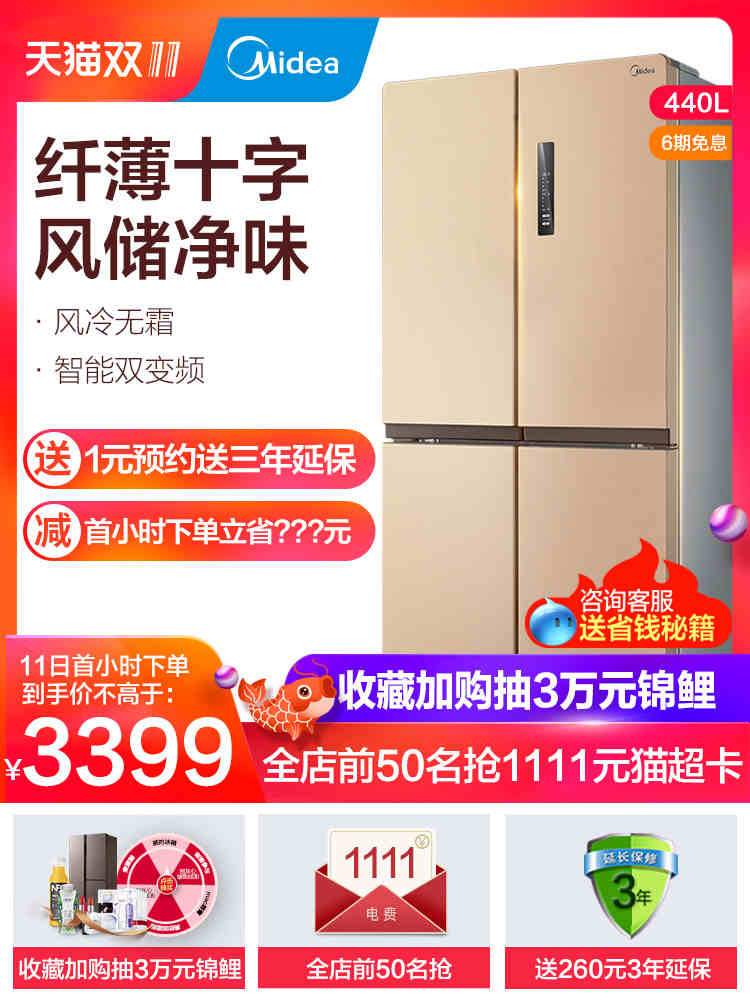 天猫双11
Midea
Midea
440L
6期免息
纤薄十字
风储净味
· 风冷无霜
· 智能双变频
送 1元预约送三年延保
减 首小时下单立省???元
咨询客服
送省钱秘籍
11日首小时下单
到手价不高于：
¥3399
收藏加购抽3万元锦鲤
全店前50名抢1111元猫超卡
1111
电费
延长保修
3年
收藏加购抽3万元锦鲤
全店前50名抢
送260元3年延保